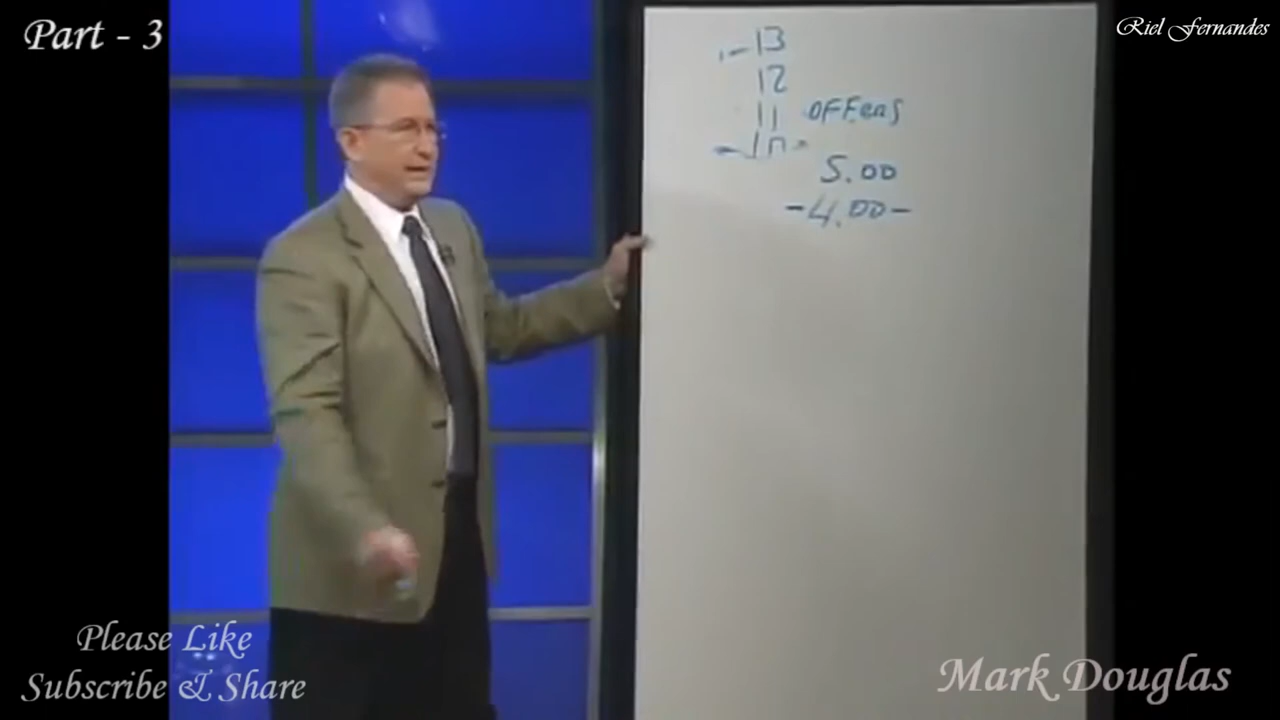 Part - 3
Riel Fernandes
13
12
11 OFFERS
10
5.00
-4.00-
Please Like
Subscribe & Share
Mark Douglas